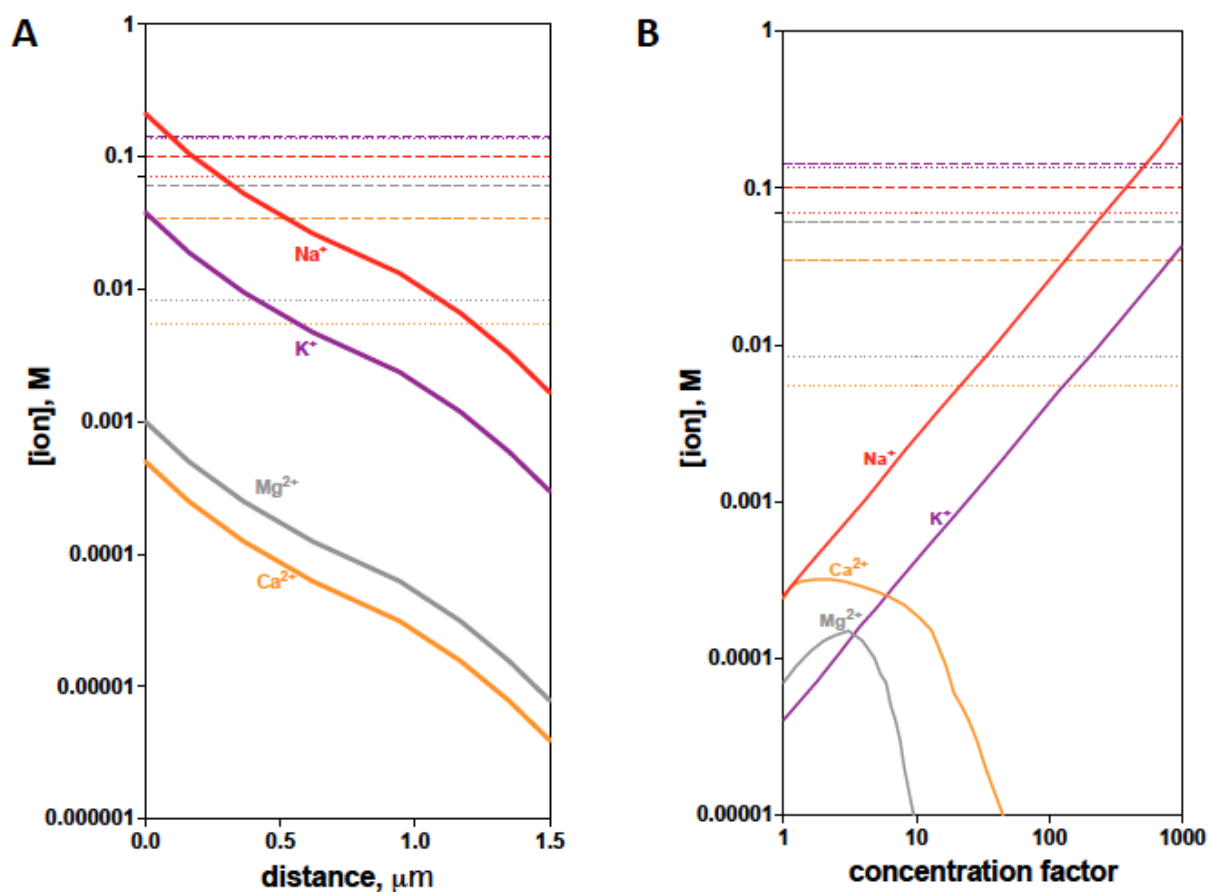 A
1
0.1
0.01
0.001
0.0001
0.00001
0.000001
[ion], M
Na⁺
K⁺
Mg²⁺
Ca²⁺
0.0 0.5 1.0 1.5
distance, μm
B
1
0.1
0.01
0.001
0.0001
0.00001
[ion], M
Na⁺
K⁺
Ca²⁺
Mg²⁺
1 10 100 1000
concentration factor